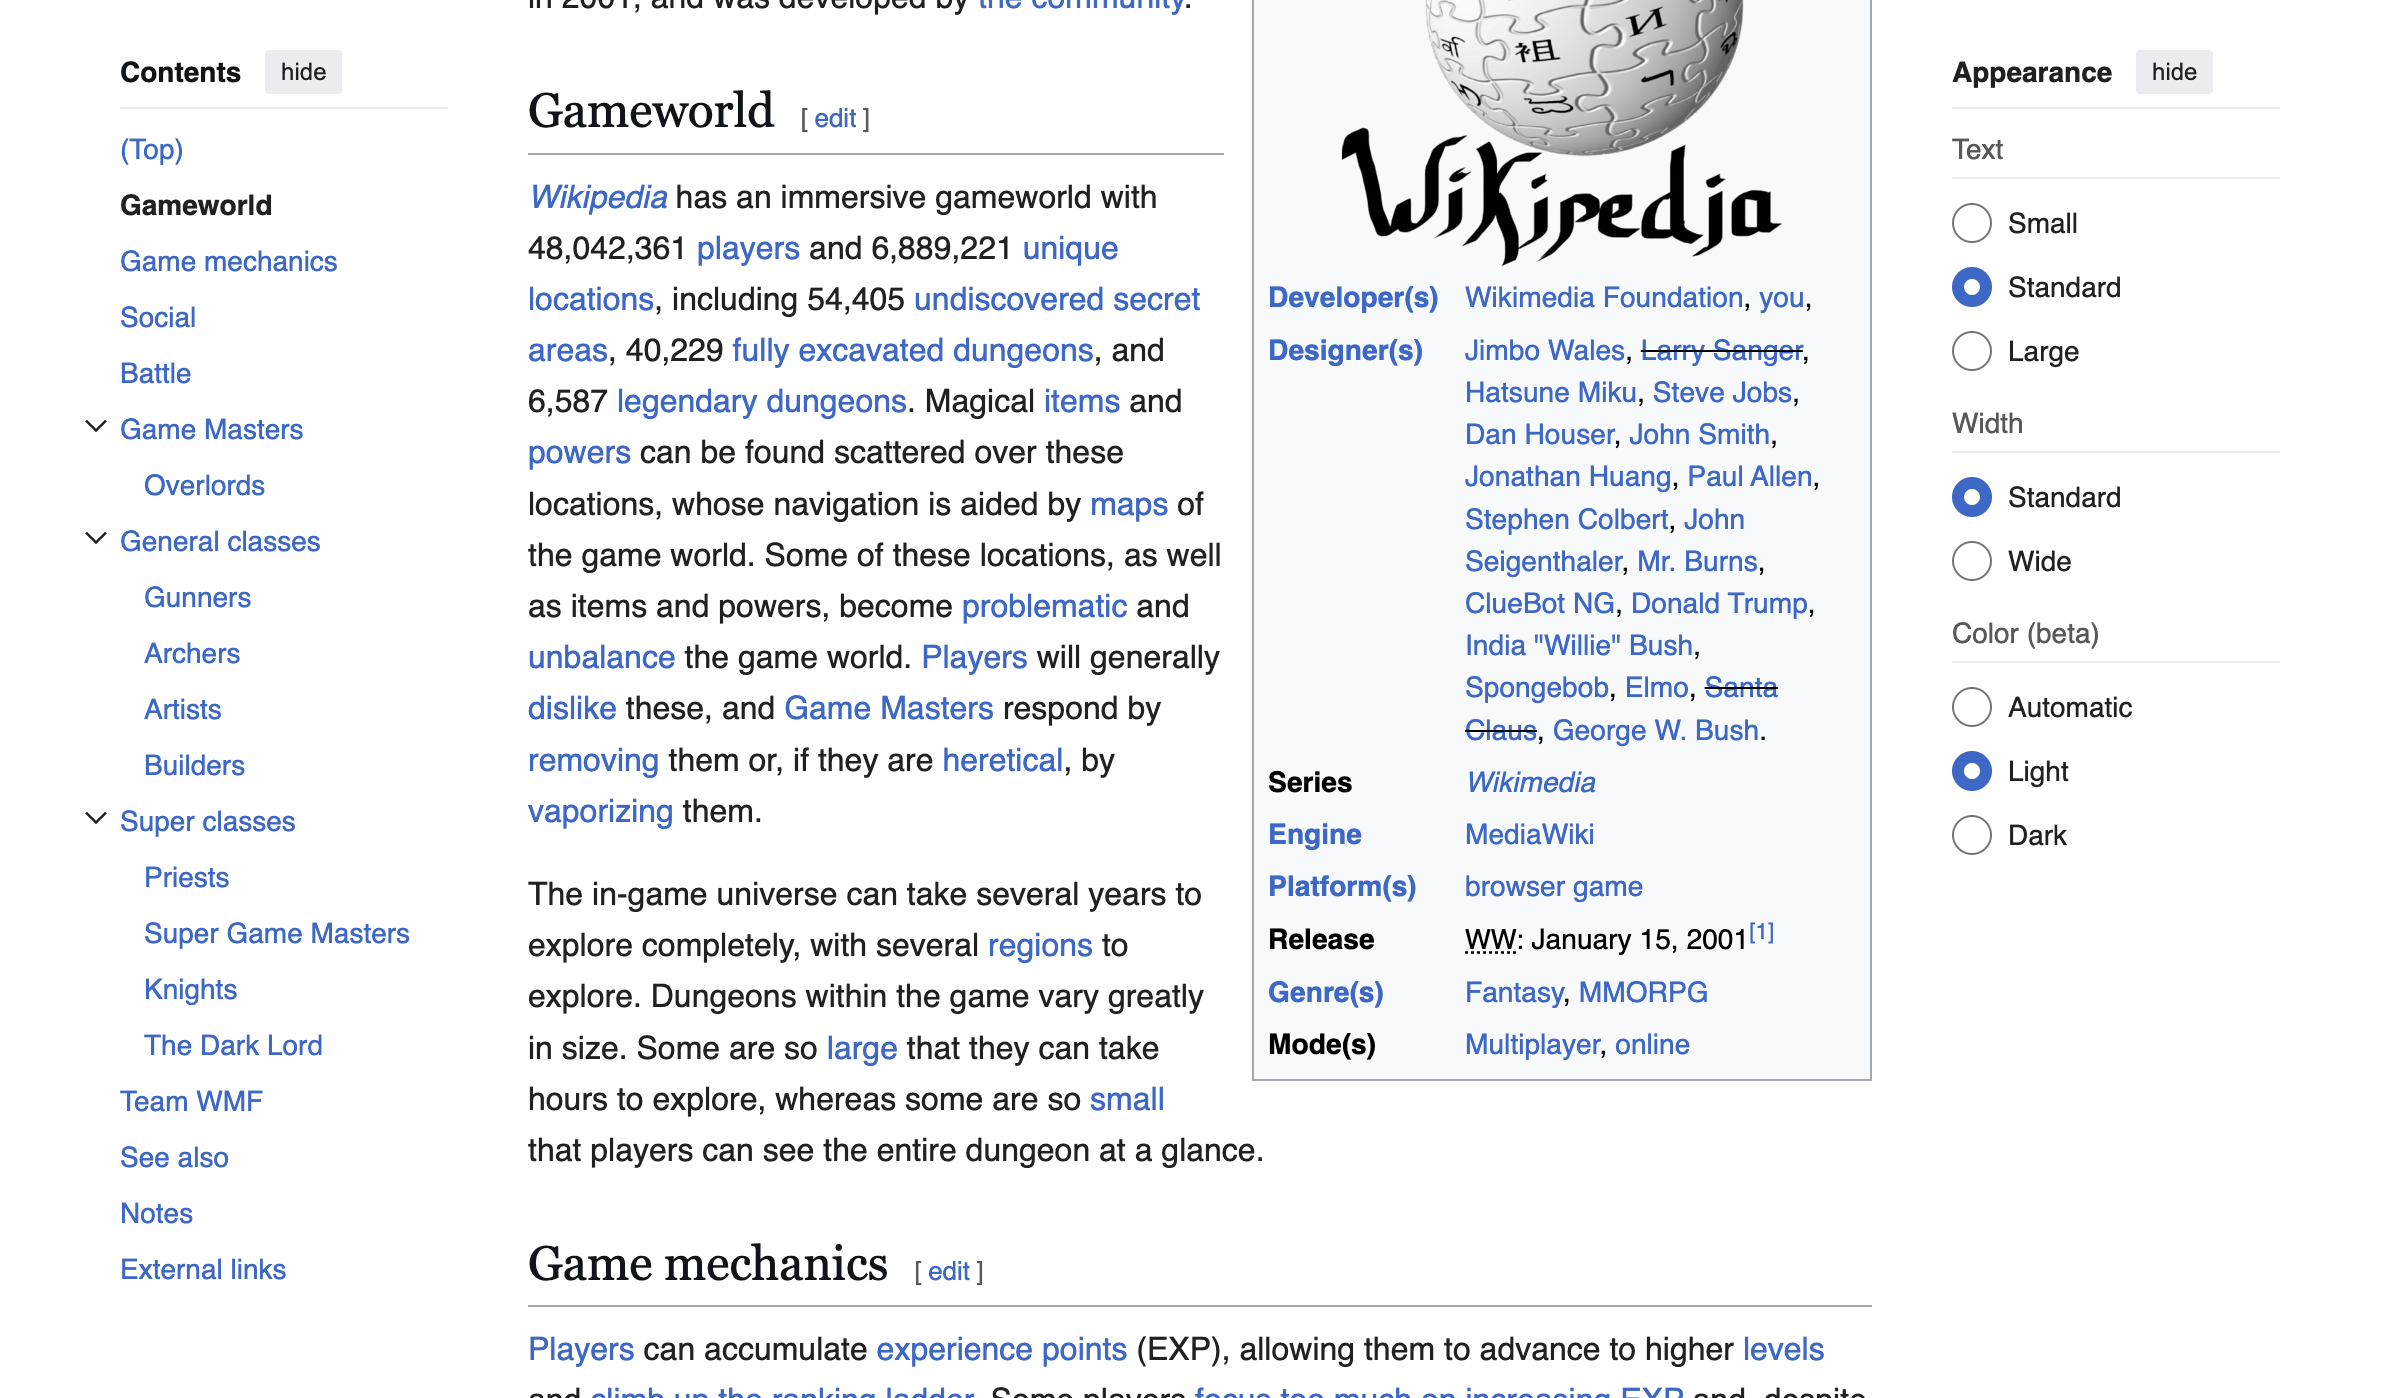 in 2001, and was developed by the community.
Contents hide
(Top)
Gameworld
Game mechanics
Social
Battle
Game Masters
Overlords
General classes
Gunners
Archers
Artists
Builders
Super classes
Priests
Super Game Masters
Knights
The Dark Lord
Team WMF
See also
Notes
External links
Gameworld [ edit ]
Wikipedia has an immersive gameworld with
48,042,361 players and 6,889,221 unique
locations, including 54,405 undiscovered secret
areas, 40,229 fully excavated dungeons, and
6,587 legendary dungeons. Magical items and
powers can be found scattered over these
locations, whose navigation is aided by maps of
the game world. Some of these locations, as well
as items and powers, become problematic and
unbalance the game world. Players will generally
dislike these, and Game Masters respond by
removing them or, if they are heretical, by
vaporizing them.
The in-game universe can take several years to
explore completely, with several regions to
explore. Dungeons within the game vary greatly
in size. Some are so large that they can take
hours to explore, whereas some are so small
that players can see the entire dungeon at a glance.
Game mechanics [ edit ]
Players can accumulate experience points (EXP), allowing them to advance to higher levels
and climb up the ranking ladder. Some players focus too much on increasing EXP and, despite
祖 И
Wikipedia
Developer(s) Wikimedia Foundation, you,
Designer(s) Jimbo Wales, Larry Sanger,
Hatsune Miku, Steve Jobs,
Dan Houser, John Smith,
Jonathan Huang, Paul Allen,
Stephen Colbert, John
Seigenthaler, Mr. Burns,
ClueBot NG, Donald Trump,
India "Willie" Bush,
Spongebob, Elmo, Santa
Claus, George W. Bush.
Series Wikimedia
Engine MediaWiki
Platform(s) browser game
Release WW: January 15, 2001[1]
Genre(s) Fantasy, MMORPG
Mode(s) Multiplayer, online
Appearance hide
Text
Small
Standard
Large
Width
Standard
Wide
Color (beta)
Automatic
Light
Dark